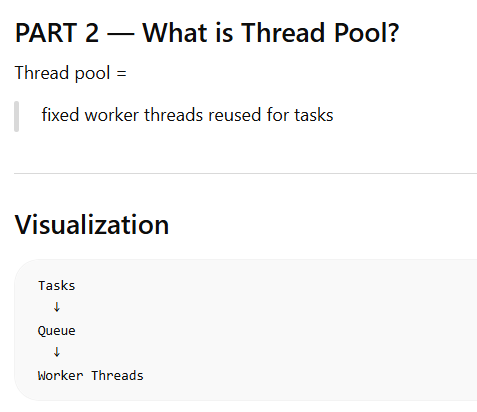 PART 2 — What is Thread Pool?
Thread pool =
fixed worker threads reused for tasks
Visualization
Tasks
↓
Queue
↓
Worker Threads